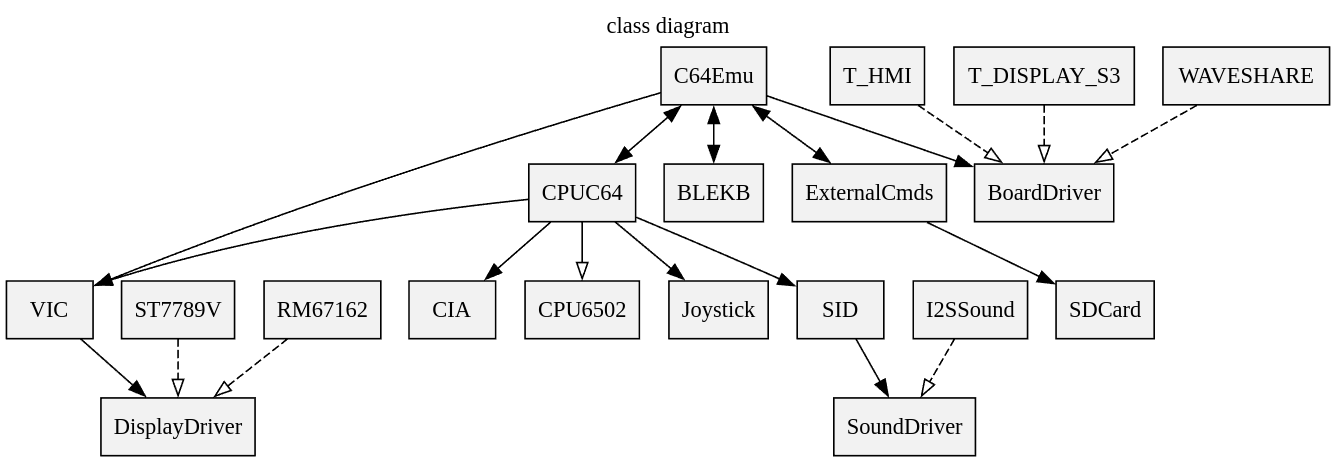 class diagram
C64Emu
T_HMI
T_DISPLAY_S3
WAVESHARE
CPUC64
BLEKB
ExternalCmds
BoardDriver
VIC
ST7789V
RM67162
CIA
CPU6502
Joystick
SID
I2SSound
SDCard
DisplayDriver
SoundDriver